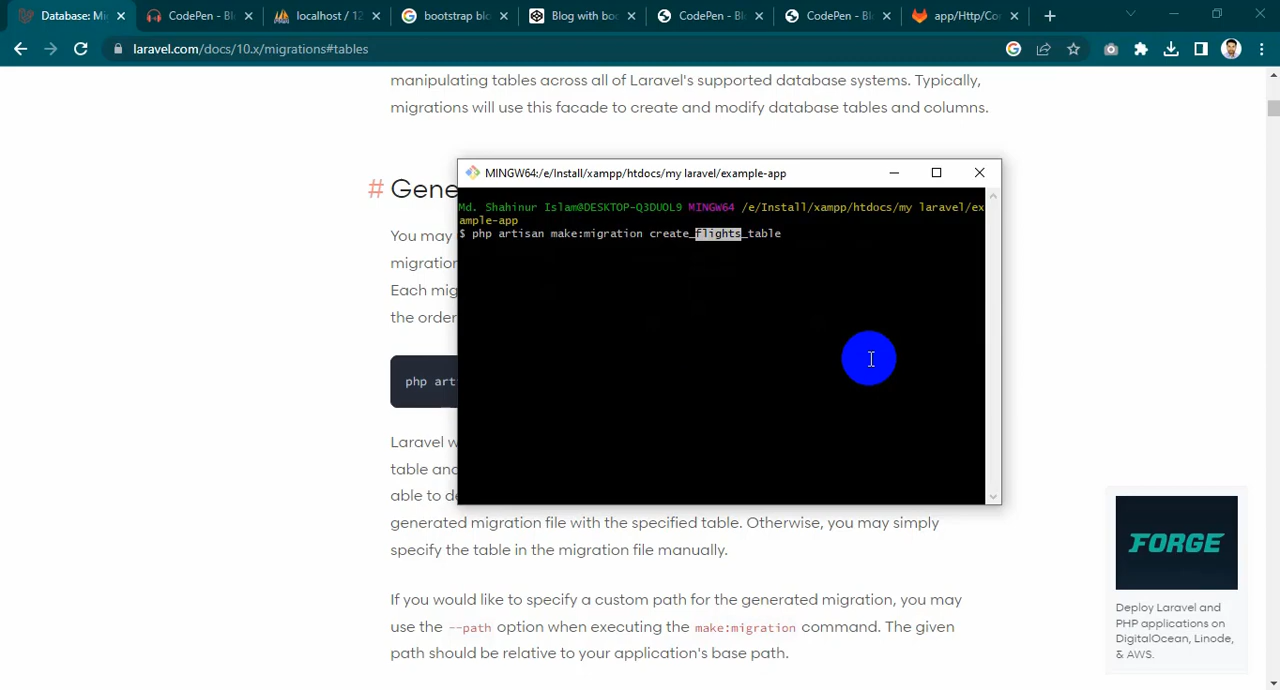 Database: Mi
CodePen - Bl
localhost / 12
bootstrap blo
Blog with boo
CodePen - Bl
CodePen - Bl
app/Http/Con
laravel.com/docs/10.x/migrations#tables
manipulating tables across all of Laravel's supported database systems. Typically,
migrations will use this facade to create and modify database tables and columns.
# Gene
You may
migration
Each mig
the order
php art
Laravel w
table and
able to de
generated migration file with the specified table. Otherwise, you may simply
specify the table in the migration file manually.
If you would like to specify a custom path for the generated migration, you may
use the --path option when executing the make:migration command. The given
path should be relative to your application's base path.
MINGW64:/e/Install/xampp/htdocs/my laravel/example-app
Md. Shahinur Islam@DESKTOP-Q3DUOL9 MINGW64 /e/Install/xampp/htdocs/my laravel/ex
ample-app
$ php artisan make:migration create_flights_table
FORGE
Deploy Laravel and
PHP applications on
DigitalOcean, Linode,
& AWS.